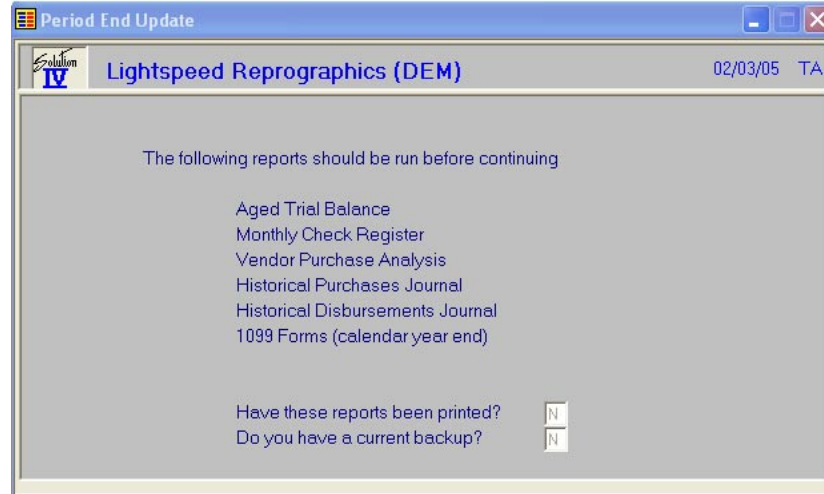 Period End Update
Solution
IV
Lightspeed Reprographics (DEM)
02/03/05 TA
The following reports should be run before continuing
Aged Trial Balance
Monthly Check Register
Vendor Purchase Analysis
Historical Purchases Journal
Historical Disbursements Journal
1099 Forms (calendar year end)
Have these reports been printed? N
Do you have a current backup? N